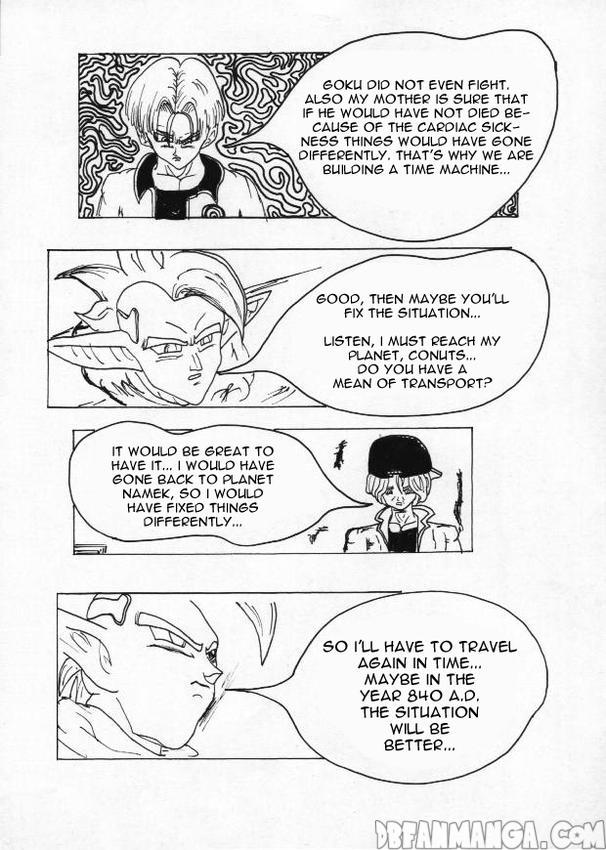 GOKU DID NOT EVEN FIGHT.
ALSO MY MOTHER IS SURE THAT
IF HE WOULD HAVE NOT DIED BE-
CAUSE OF THE CARDIAC SICK-
NESS THINGS WOULD HAVE GONE
DIFFERENTLY. THAT'S WHY WE ARE
BUILDING A TIME MACHINE...
GOOD, THEN MAYBE YOU'LL
FIX THE SITUATION...
LISTEN, I MUST REACH MY
PLANET, CONUTS...
DO YOU HAVE A
MEAN OF TRANSPORT?
IT WOULD BE GREAT TO
HAVE IT... I WOULD HAVE
GONE BACK TO PLANET
NAMEK, SO I WOULD
HAVE FIXED THINGS
DIFFERENTLY...
SO I'LL HAVE TO TRAVEL
AGAIN IN TIME...
MAYBE IN THE
YEAR 840 A.D.
THE SITUATION
WILL BE
BETTER...
DBFANMANGA.COM